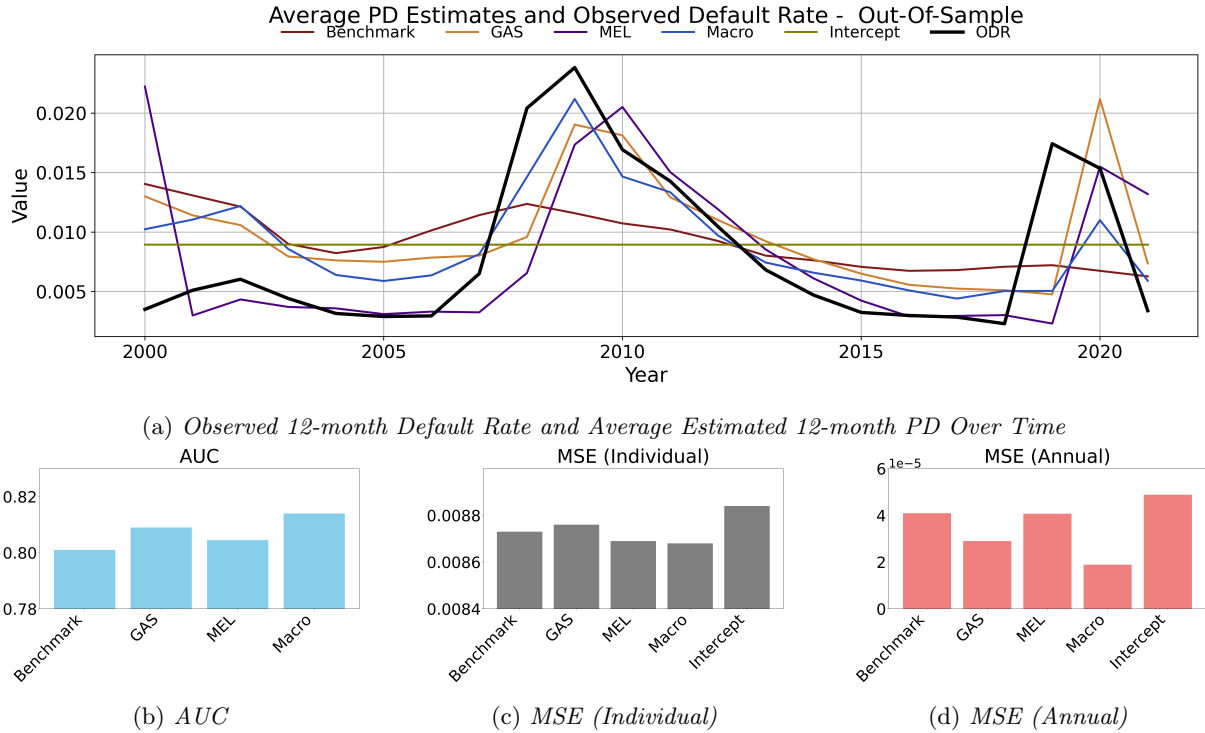 Average PD Estimates and Observed Default Rate -  Out-Of-Sample
Benchmark GAS MEL Macro Intercept ODR
Value
0.020
0.015
0.010
0.005
2000 2005 2010 2015 2020
Year
(a) Observed 12-month Default Rate and Average Estimated 12-month PD Over Time
AUC
0.82
0.80
0.78
Benchmark GAS MEL Macro
(b) AUC
MSE (Individual)
0.0088
0.0086
0.0084
Benchmark GAS MEL Macro Intercept
(c) MSE (Individual)
MSE (Annual)
1e−5
6
4
2
0
Benchmark GAS MEL Macro Intercept
(d) MSE (Annual)